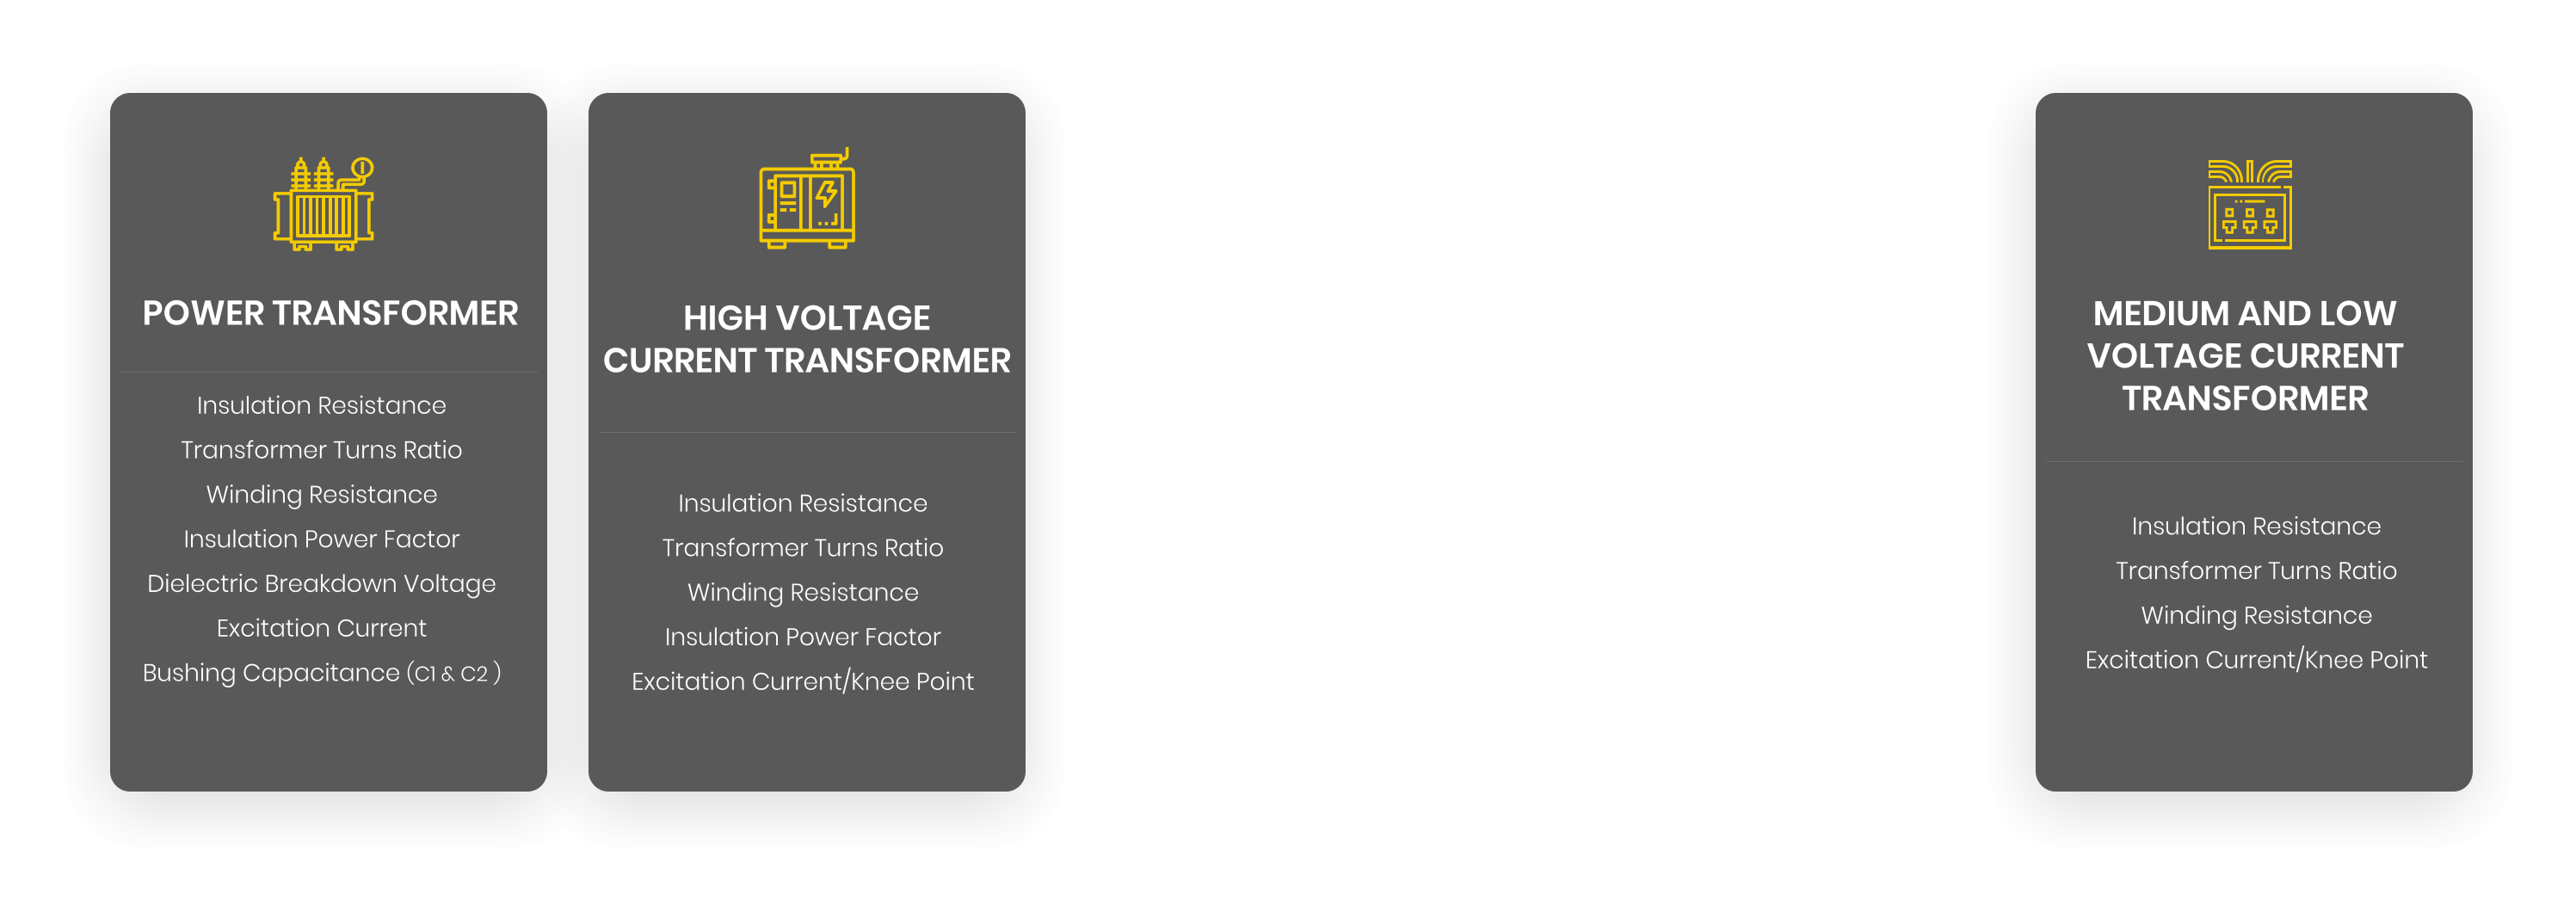 POWER TRANSFORMER
Insulation Resistance
Transformer Turns Ratio
Winding Resistance
Insulation Power Factor
Dielectric Breakdown Voltage
Excitation Current
Bushing Capacitance (C1 & C2 )
HIGH VOLTAGE
CURRENT TRANSFORMER
Insulation Resistance
Transformer Turns Ratio
Winding Resistance
Insulation Power Factor
Excitation Current/Knee Point
MEDIUM AND LOW
VOLTAGE CURRENT
TRANSFORMER
Insulation Resistance
Transformer Turns Ratio
Winding Resistance
Excitation Current/Knee Point